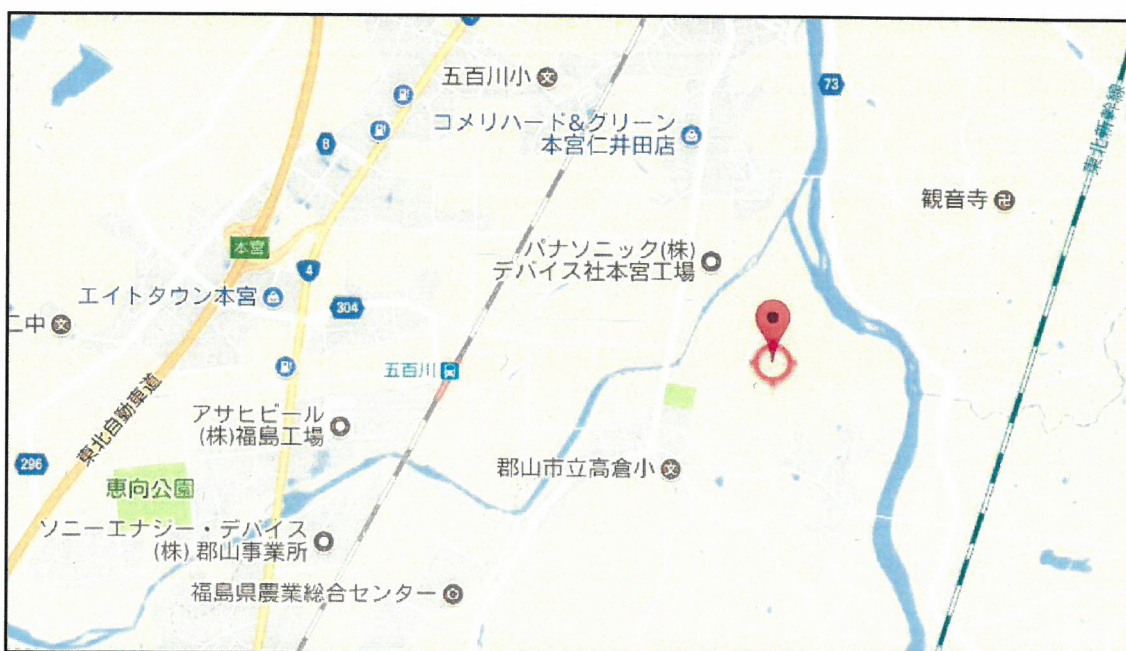 五百川小
73
コメリハード&グリーン
本宮仁井田店
東北新幹線
8
観音寺
本宮
4
パナソニック(株)
デバイス社本宮工場
エイトタウン本宮
304
二中
五百川
東北自動車道
アサヒビール
(株)福島工場
296
恵向公園
郡山市立高倉小
ソニーエナジー・デバイス
(株) 郡山事業所
福島県農業総合センター